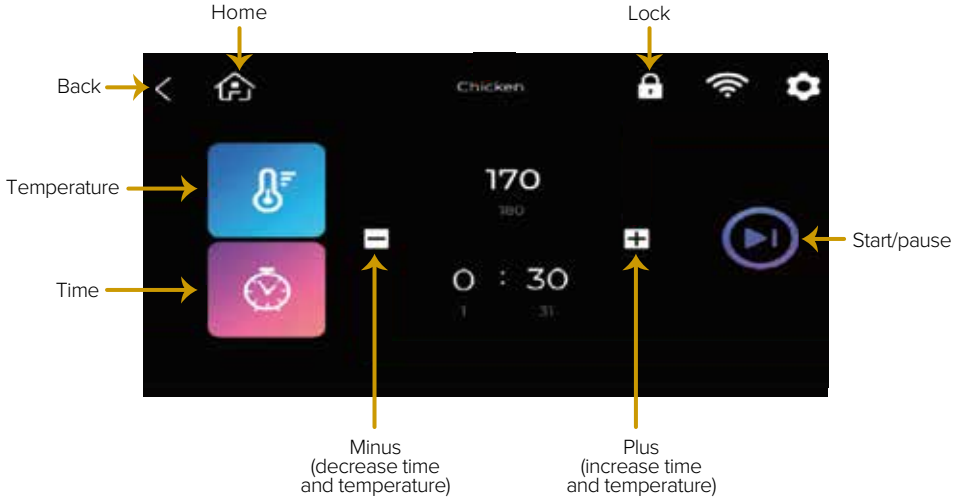 Home
Lock
Back
Chicken
Temperature
170
180
Start/pause
Time
0 : 30
1 31
Minus
(decrease time
and temperature)
Plus
(increase time
and temperature)